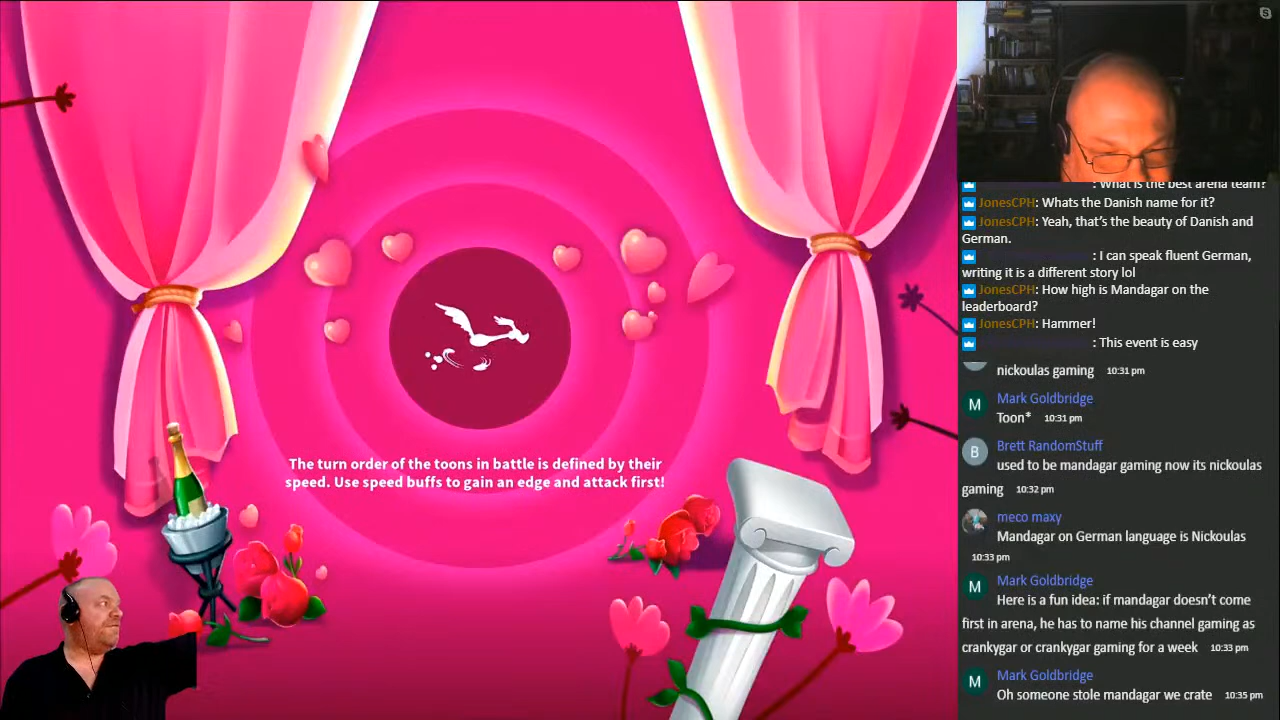 The turn order of the toons in battle is defined by their
speed. Use speed buffs to gain an edge and attack first!
: What is the best arena team?
JonesCPH: Whats the Danish name for it?
JonesCPH: Yeah, that's the beauty of Danish and
German.
: I can speak fluent German,
writing it is a different story lol
JonesCPH: How high is Mandagar on the
leaderboard?
JonesCPH: Hammer!
: This event is easy
nickoulas gaming 10:31 pm
M Mark Goldbridge
Toon* 10:31 pm
B Brett RandomStuff
used to be mandagar gaming now its nickoulas
gaming 10:32 pm
meco maxy
Mandagar on German language is Nickoulas
10:33 pm
M Mark Goldbridge
Here is a fun idea: if mandagar doesn't come
first in arena, he has to name his channel gaming as
crankygar or crankygar gaming for a week 10:33 pm
M Mark Goldbridge
Oh someone stole mandagar we crate 10:35 pm